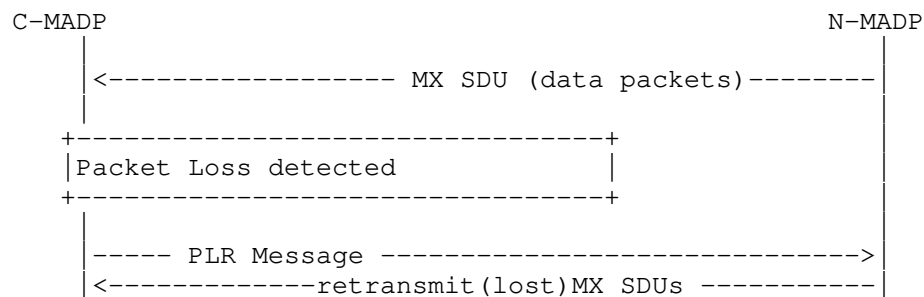 C-MADP N-MADP
MX SDU (data packets)
Packet Loss detected
PLR Message
retransmit(lost)MX SDUs